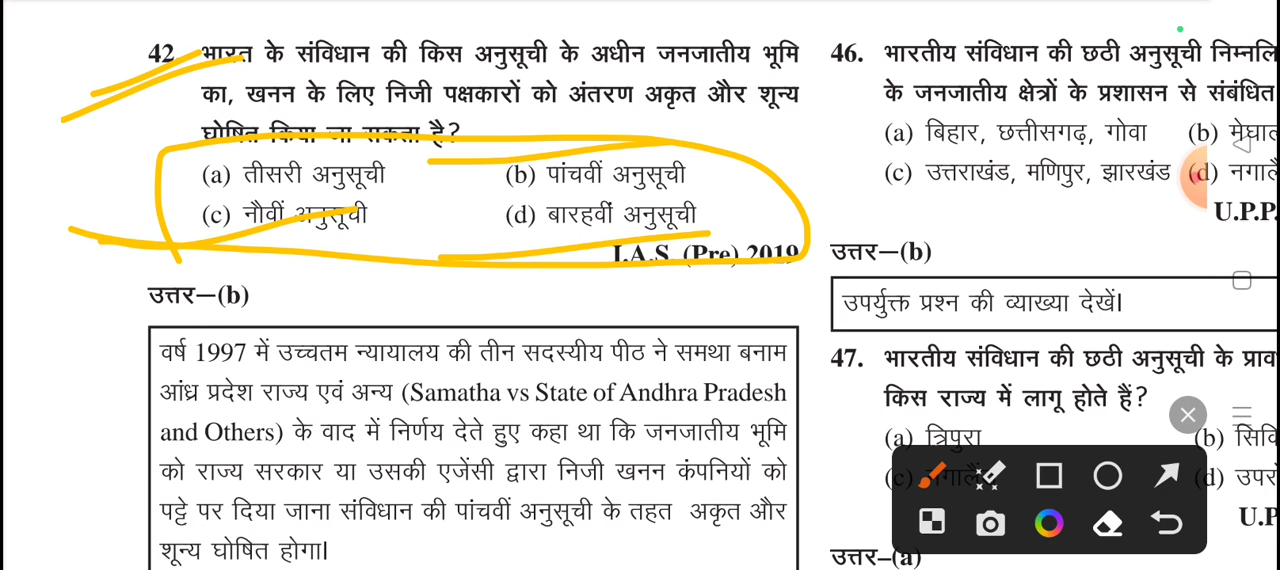 42. भारत के संविधान की किस अनुसूची के अधीन जनजातीय भूमि
का, खनन के लिए निजी पक्षकारों को अंतरण अकृत और शून्य
घोषित किया जा सकता है?
(a) तीसरी अनुसूची (b) पांचवीं अनुसूची
(c) नौवीं अनुसूची (d) बारहवीं अनुसूची
I.A.S. (Pre) 2019
उत्तर—(b)
वर्ष 1997 में उच्चतम न्यायालय की तीन सदस्यीय पीठ ने समथा बनाम
आंध्र प्रदेश राज्य एवं अन्य (Samatha vs State of Andhra Pradesh
and Others) के वाद में निर्णय देते हुए कहा था कि जनजातीय भूमि
को राज्य सरकार या उसकी एजेंसी द्वारा निजी खनन कंपनियों को
पट्टे पर दिया जाना संविधान की पांचवीं अनुसूची के तहत अकृत और
शून्य घोषित होगा।
46. भारतीय संविधान की छठी अनुसूची निम्नलि
के जनजातीय क्षेत्रों के प्रशासन से संबंधित
(a) बिहार, छत्तीसगढ़, गोवा (b) मेघाल
(c) उत्तराखंड, मणिपुर, झारखंड (d) नगालै
U.P.P
उत्तर—(b)
उपर्युक्त प्रश्न की व्याख्या देखें।
47. भारतीय संविधान की छठी अनुसूची के प्राव
किस राज्य में लागू होते हैं?
(a) त्रिपुरा (b) सिवि
(d) उपर
U.P
उत्तर–(a)